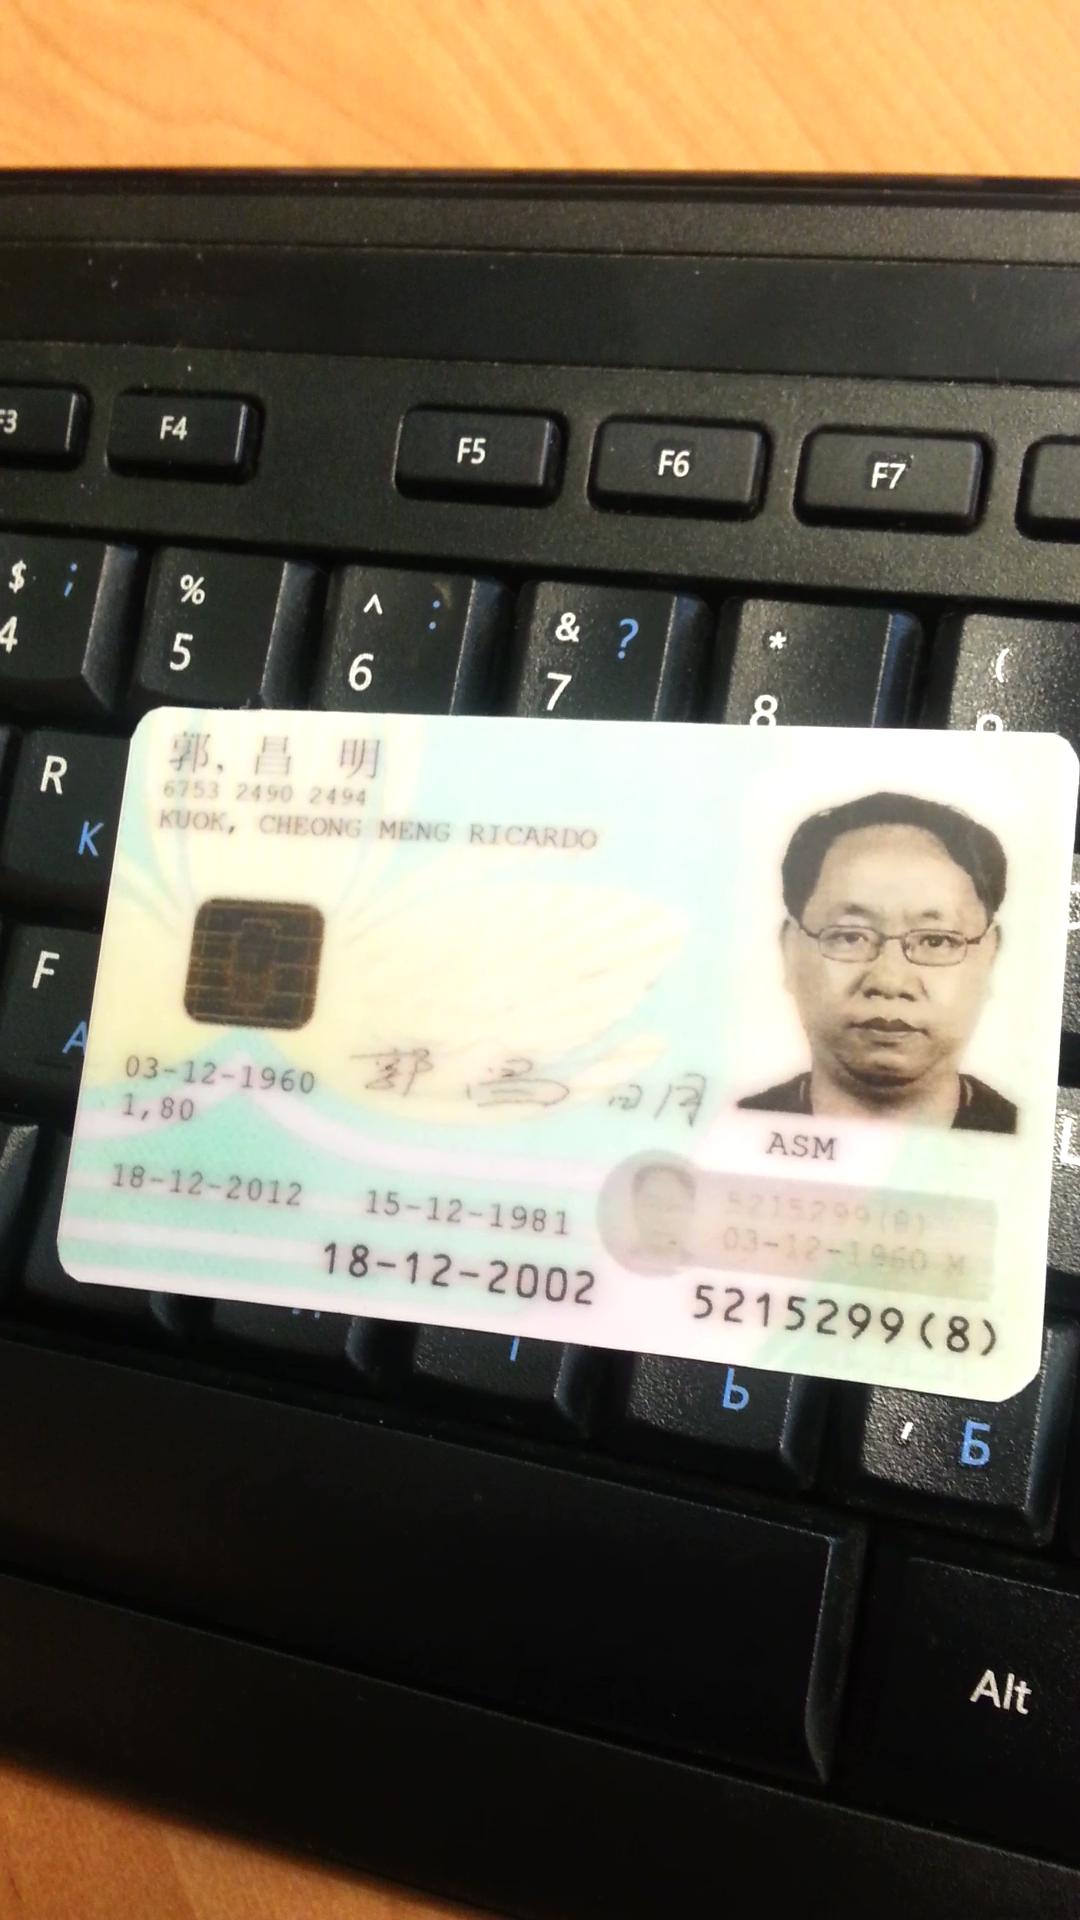 F3 F4 F5 F6 F7
$ ; % ^ : & ? * (
4 5 6 7 8
R
K
郭, 昌 明
6753 2490 2494
KUOK, CHEONG MENG RICARDO
F
A
03-12-1960
郭 昌 明
1,80
ASM
18-12-2012 15-12-1981
5215299(8)
03-12-1960 M
18-12-2002
5215299(8)
Ь
, Б
Alt